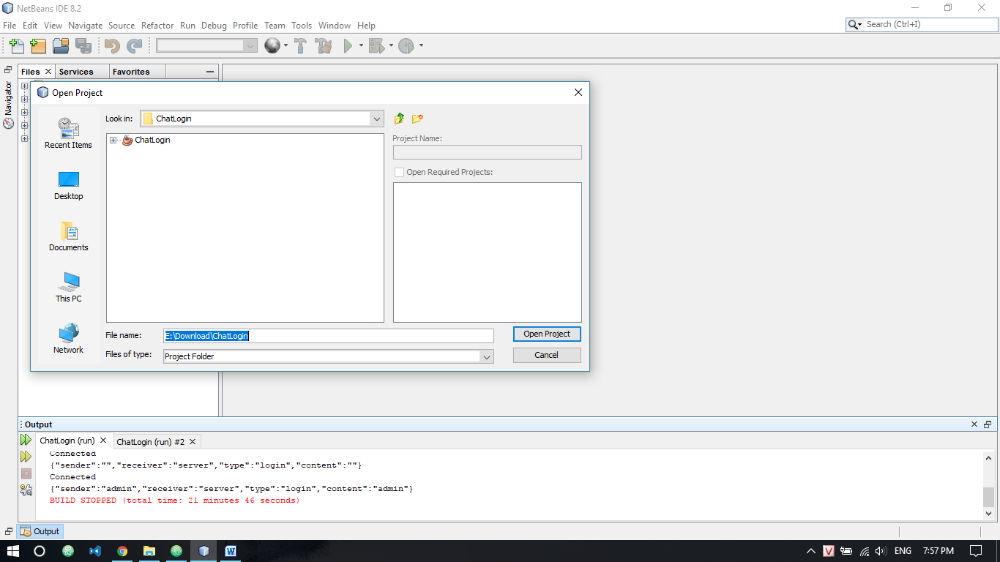 NetBeans IDE 8.2
File Edit View Navigate Source Refactor Run Debug Profile Team Tools Window Help
Search (Ctrl+I)
Files Services Favorites
Navigator
Open Project
Look in: ChatLogin
Recent Items
Desktop
Documents
This PC
Network
ChatLogin
Project Name:
Open Required Projects:
File name: E:\Download\ChatLogin
Open Project
Files of type: Project Folder
Cancel
Output
ChatLogin (run) ChatLogin (run) #2
Connected
{"sender":"","receiver":"server","type":"login","content":""}
Connected
{"sender":"admin","receiver":"server","type":"login","content":"admin"}
BUILD STOPPED (total time: 21 minutes 46 seconds)
Output
ENG 7:57 PM